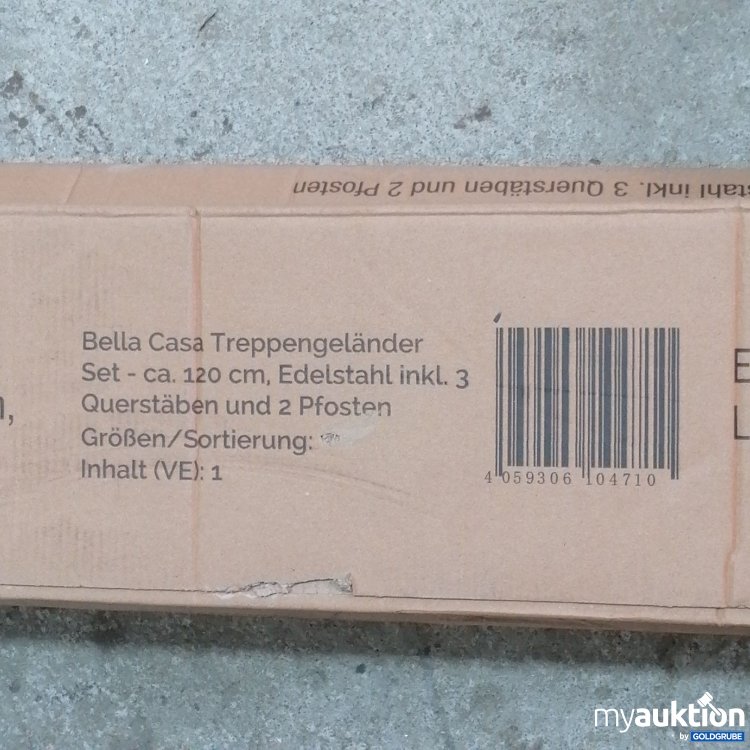 stahl inkl. 3 Querstäben und 2 Pfosten
Bella Casa Treppengeländer
Set - ca. 120 cm, Edelstahl inkl. 3
Querstäben und 2 Pfosten
Größen/Sortierung:
Inhalt (VE): 1
4 059306 104710
myauktion
by GOLDGRUBE